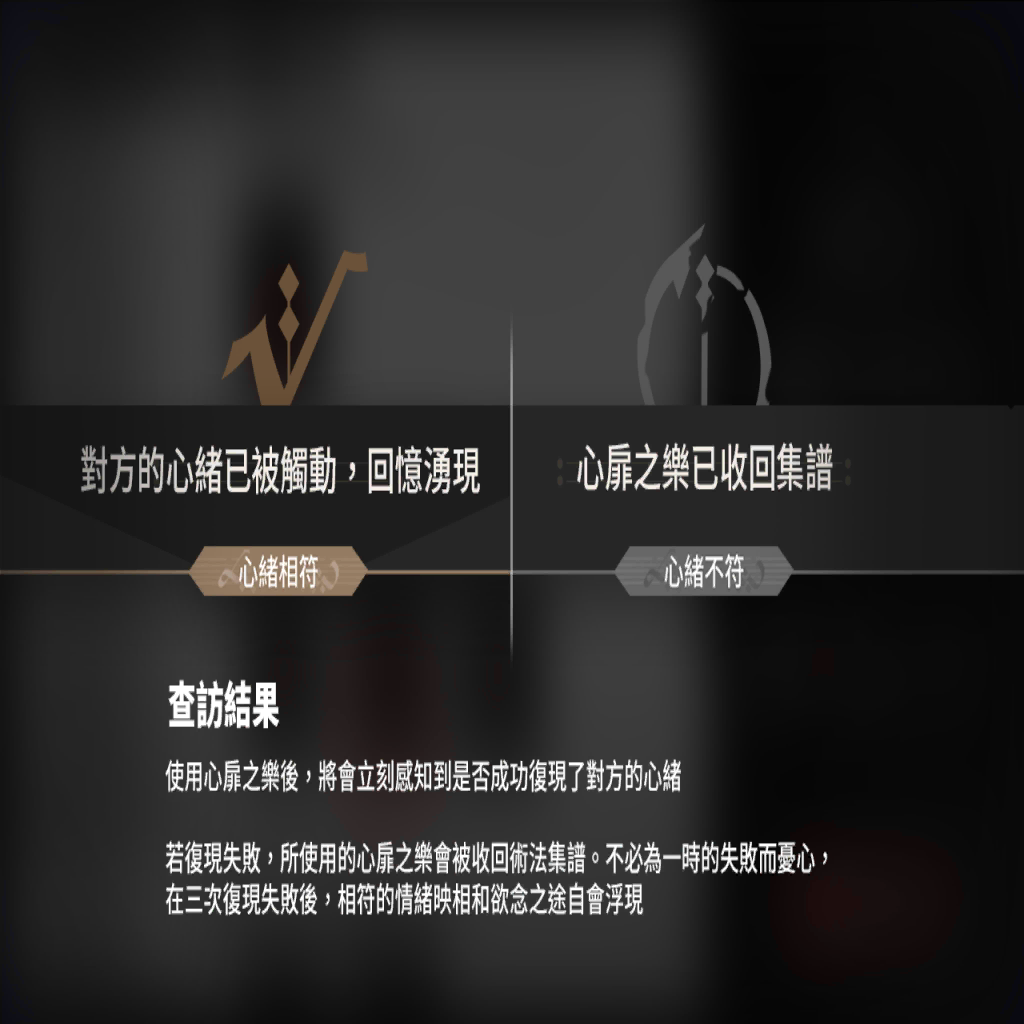 對方的心緒已被觸動，回憶湧現
心扉之樂已收回集譜
心緒相符
心緒不符
查訪結果
使用心扉之樂後，將會立刻感知到是否成功復現了對方的心緒
若復現失敗，所使用的心扉之樂會被收回術法集譜。不必為一時的失敗而憂心，
在三次復現失敗後，相符的情緒映相和欲念之途自會浮現